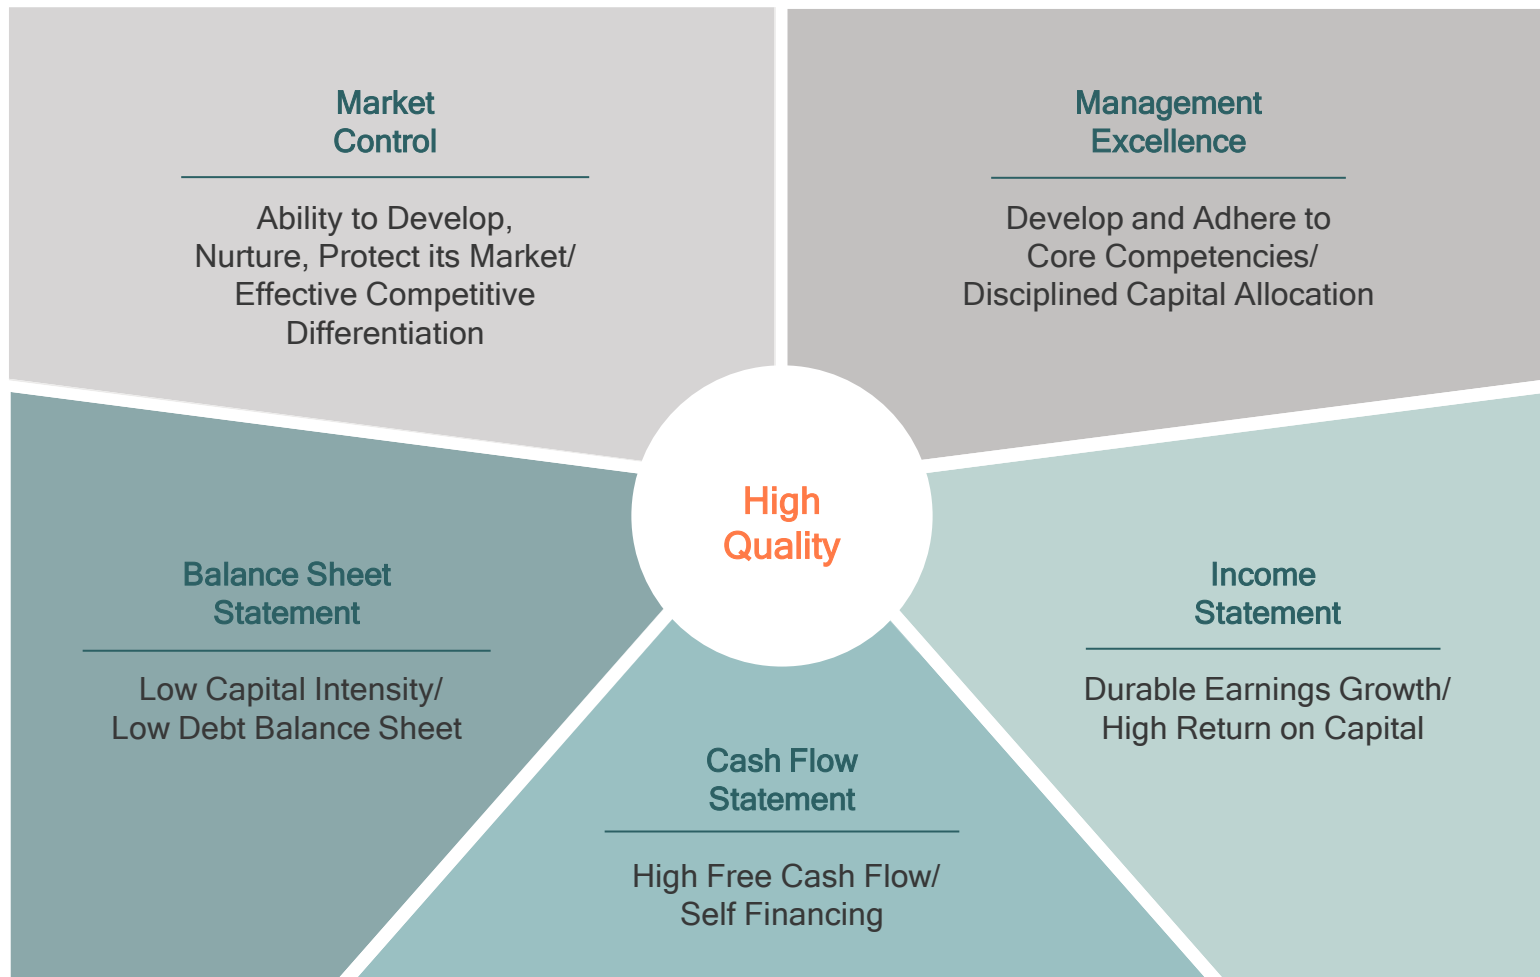 Market
Control
Ability to Develop,
Nurture, Protect its Market/
Effective Competitive
Differentiation
Management
Excellence
Develop and Adhere to
Core Competencies/
Disciplined Capital Allocation
High
Quality
Balance Sheet
Statement
Low Capital Intensity/
Low Debt Balance Sheet
Cash Flow
Statement
High Free Cash Flow/
Self Financing
Income
Statement
Durable Earnings Growth/
High Return on Capital